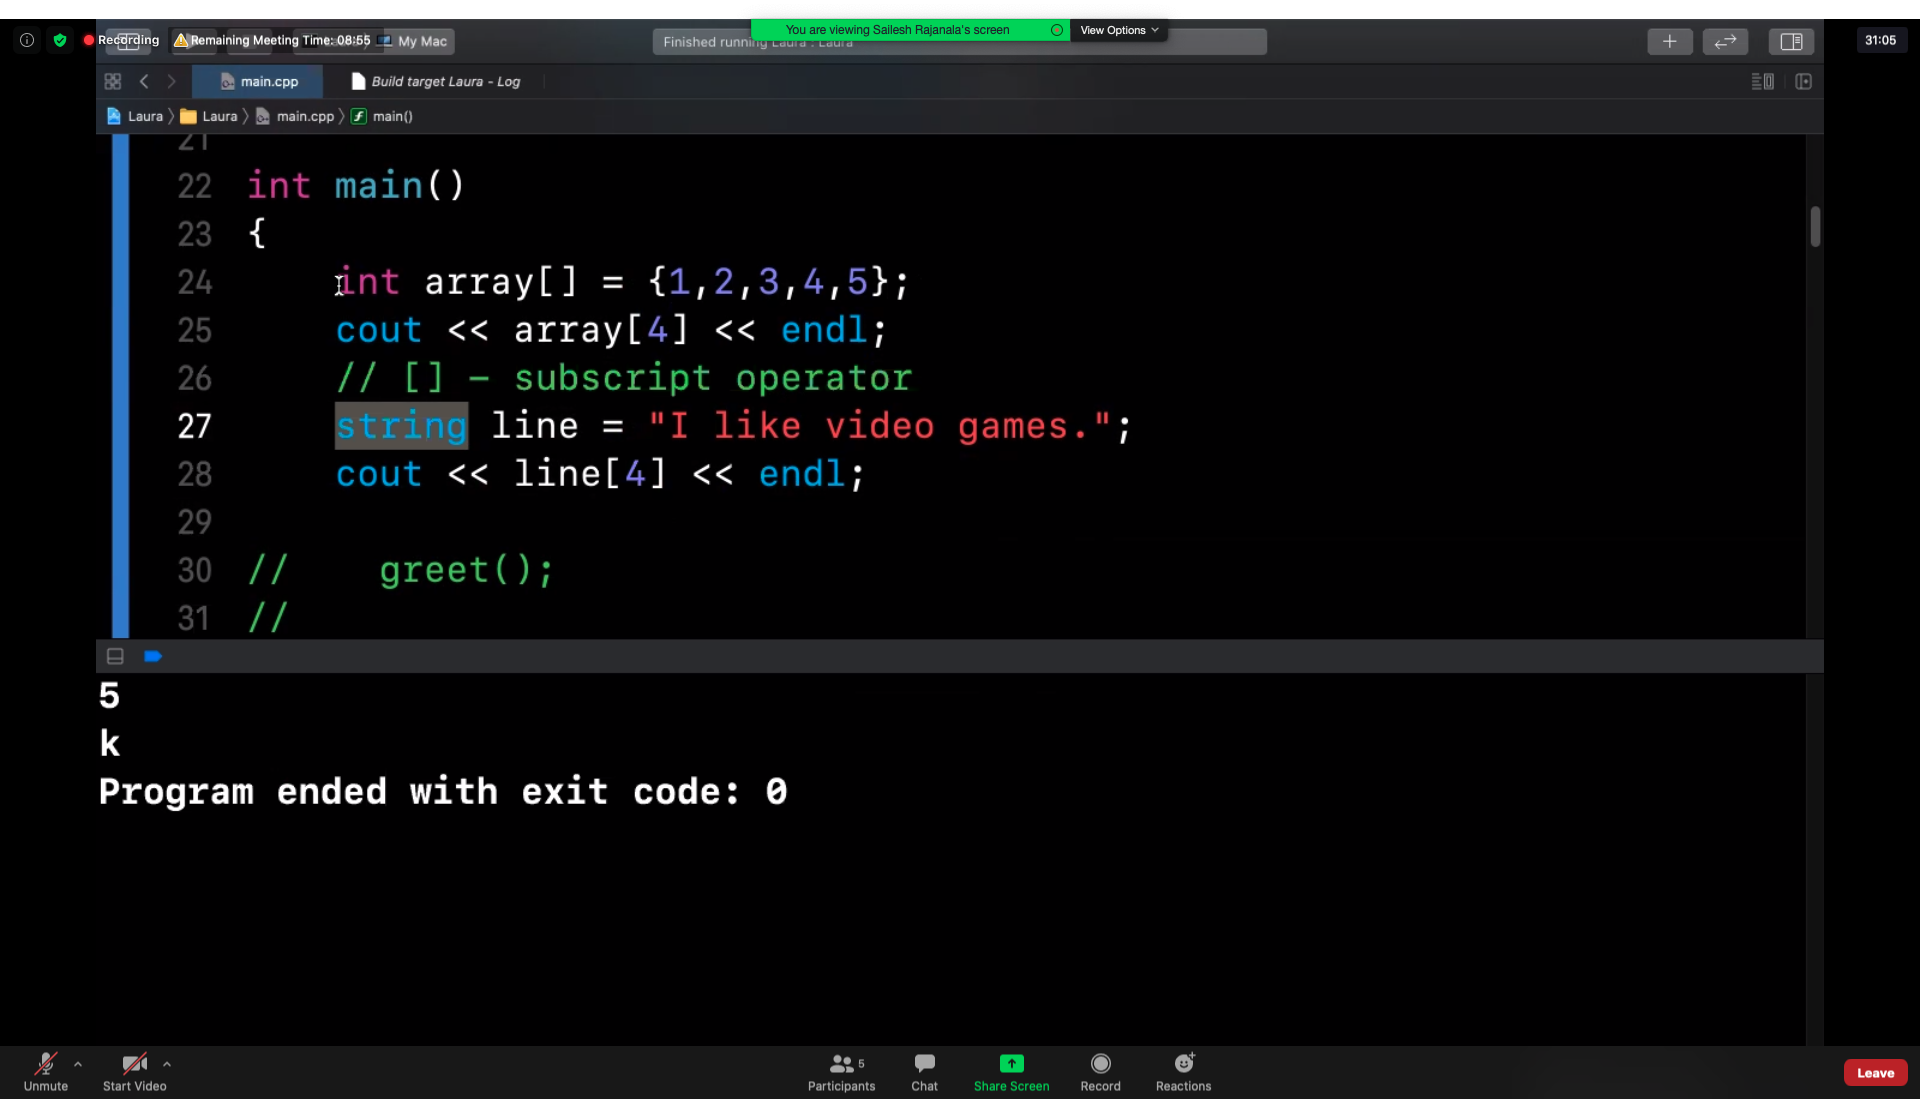 You are viewing Sailesh Rajanala's screen
View Options
Recording
Remaining Meeting Time: 08:55
My Mac
Finished running Laura : Laura
31:05
main.cpp
Build target Laura - Log
Laura
Laura
main.cpp
main()
21
22 int main()
23 {
24 int array[] = {1,2,3,4,5};
25 cout << array[4] << endl;
26 // [] – subscript operator
27 string line = "I like video games.";
28 cout << line[4] << endl;
29
30 //    greet();
31 //
5
k
Program ended with exit code: 0
Unmute
Start Video
Participants 5
Chat
Share Screen
Record
Reactions
Leave